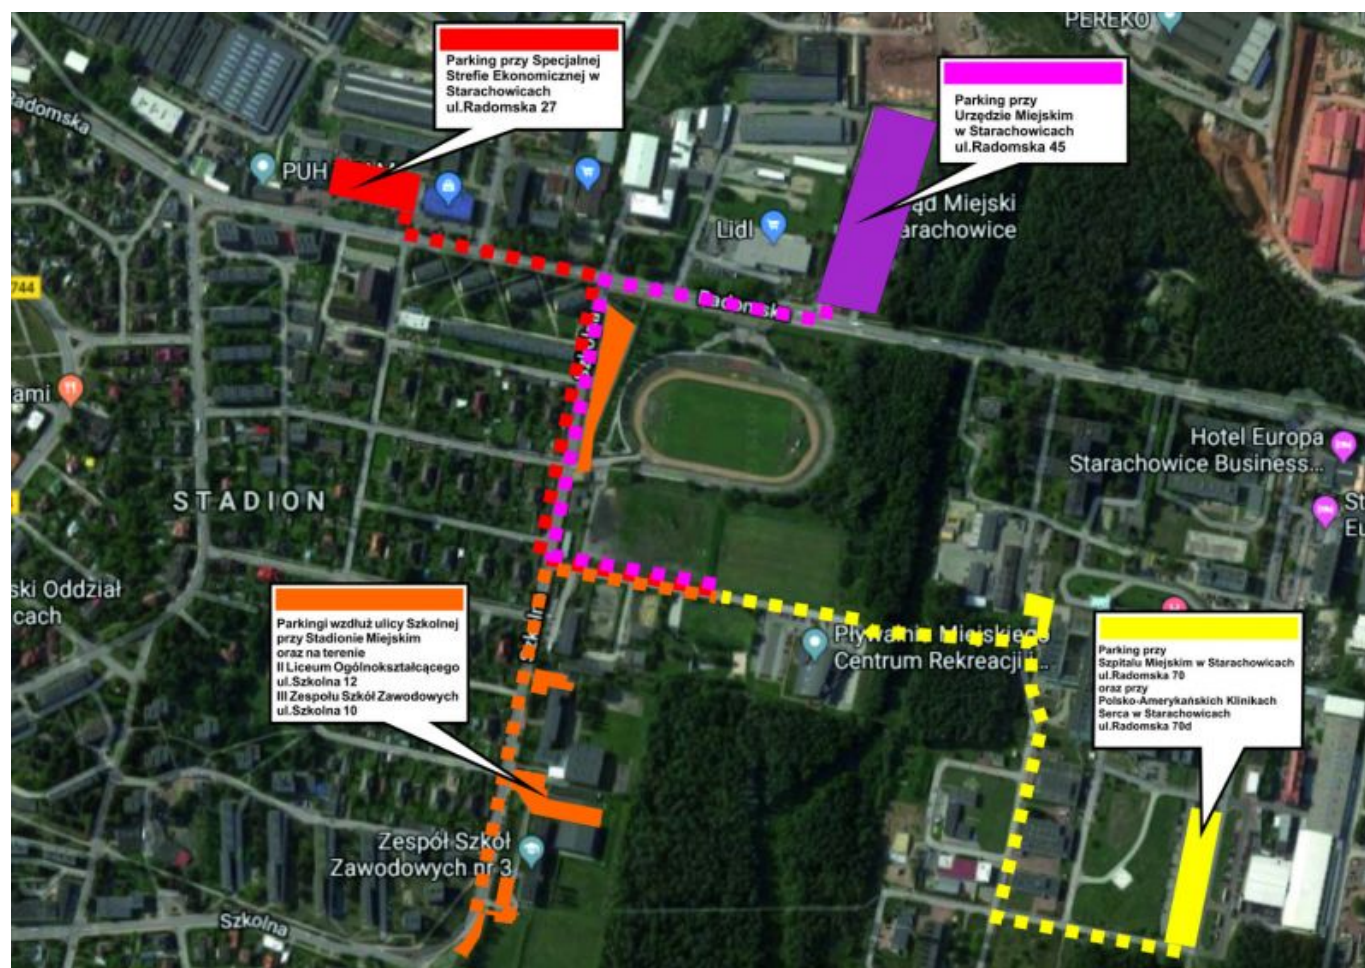 PEREKO
Parking przy Specjalnej
Strefie Ekonomicznej w
Starachowicach
ul.Radomska 27
Parking przy
Urzędzie Miejskim
w Starachowicach
ul.Radomska 45
Radomska
PUH
Lidl
ąd Miejski
arachowice
744
Radomska
ami
Hotel Europa
Starachowice Business...
St
Eu
STADION
ski Oddział
cach
Parkingi wzdłuż ulicy Szkolnej
przy Stadionie Miejskim
oraz na terenie
II Liceum Ogólnokształcącego
ul.Szkolna 12
III Zespołu Szkół Zawodowych
ul.Szkolna 10
Pływalnia Miejskiego
Centrum Rekreacji i...
Parking przy
Szpitalu Miejskim w Starachowicach
ul.Radomska 70
oraz przy
Polsko-Amerykańskich Klinikach
Serca w Starachowicach
ul.Radomska 70d
Zespół Szkół
Zawodowych nr 3
Szkolna